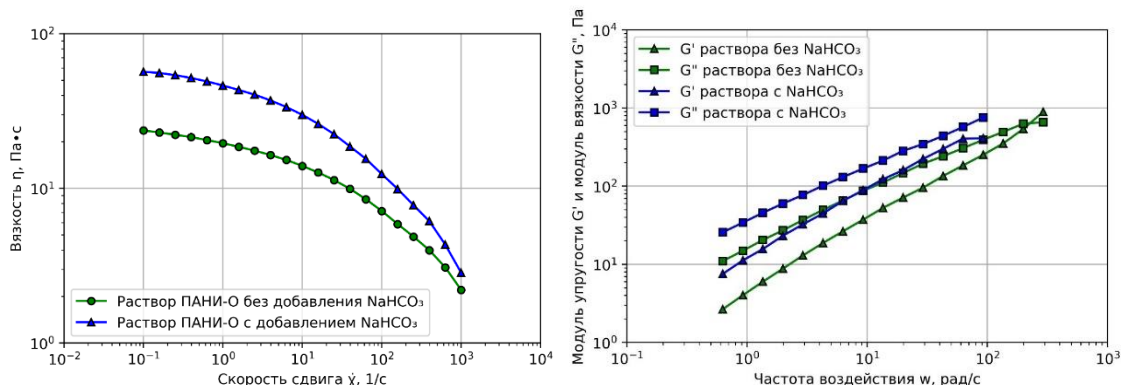 Вязкость η, Па•с
10²
10¹
10⁰
10⁻²
10⁻¹
10⁰
10¹
10²
10³
10⁴
Скорость сдвига γ̇, 1/с
Раствор ПАНИ-О без добавления NaHCO₃
Раствор ПАНИ-О с добавлением NaHCO₃
Модуль упругости G' и модуль вязкости G", Па
10⁴
10³
10²
10¹
10⁰
10⁻¹
10⁰
10¹
10²
10³
Частота воздействия w, рад/с
G' раствора без NaHCO₃
G" раствора без NaHCO₃
G' раствора с NaHCO₃
G" раствора с NaHCO₃